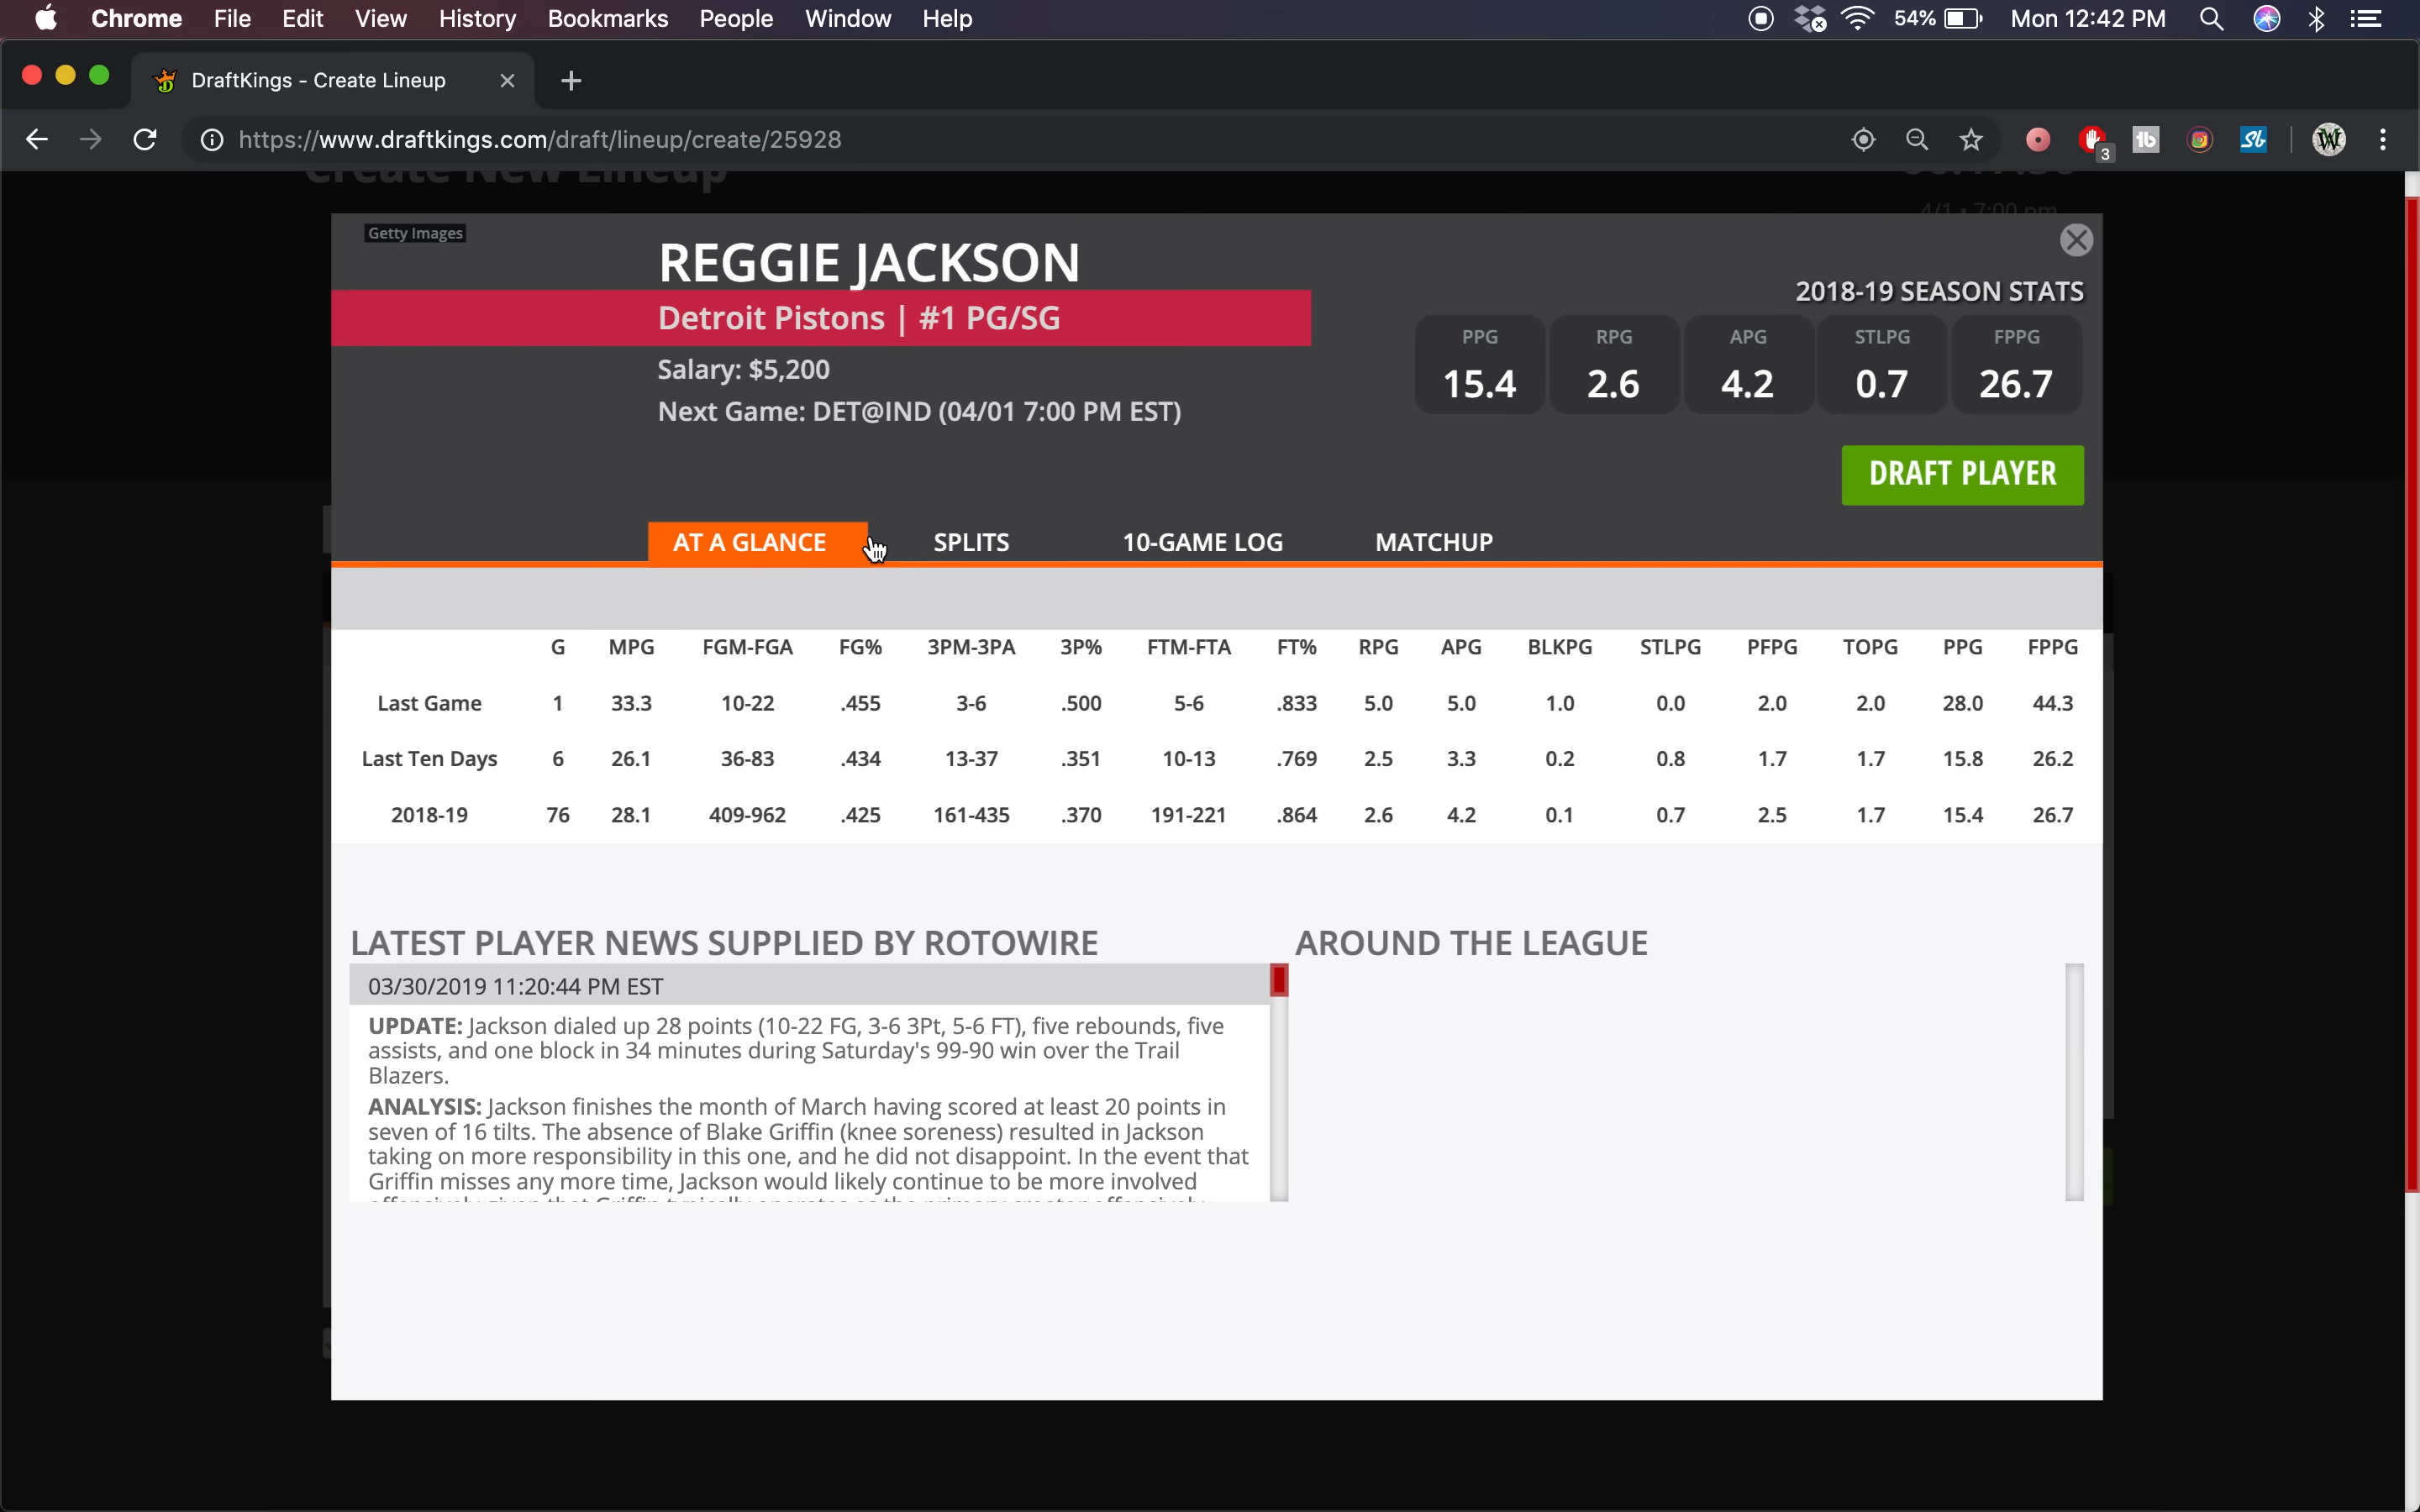 Chrome File Edit View History Bookmarks People Window Help 54% Mon 12:42 PM
DraftKings - Create Lineup
https://www.draftkings.com/draft/lineup/create/25928
3
Create New Lineup
4/1 • 7:00 pm
Getty Images
REGGIE JACKSON
Detroit Pistons | #1 PG/SG
Salary: $5,200
Next Game: DET@IND (04/01 7:00 PM EST)
2018-19 SEASON STATS
PPG RPG APG STLPG FPPG
15.4 2.6 4.2 0.7 26.7
DRAFT PLAYER
AT A GLANCE SPLITS 10-GAME LOG MATCHUP
G MPG FGM-FGA FG% 3PM-3PA 3P% FTM-FTA FT% RPG APG BLKPG STLPG PFPG TOPG PPG FPPG
Last Game 1 33.3 10-22 .455 3-6 .500 5-6 .833 5.0 5.0 1.0 0.0 2.0 2.0 28.0 44.3
Last Ten Days 6 26.1 36-83 .434 13-37 .351 10-13 .769 2.5 3.3 0.2 0.8 1.7 1.7 15.8 26.2
2018-19 76 28.1 409-962 .425 161-435 .370 191-221 .864 2.6 4.2 0.1 0.7 2.5 1.7 15.4 26.7
LATEST PLAYER NEWS SUPPLIED BY ROTOWIRE
03/30/2019 11:20:44 PM EST
UPDATE: Jackson dialed up 28 points (10-22 FG, 3-6 3Pt, 5-6 FT), five rebounds, five
assists, and one block in 34 minutes during Saturday's 99-90 win over the Trail
Blazers.
ANALYSIS: Jackson finishes the month of March having scored at least 20 points in
seven of 16 tilts. The absence of Blake Griffin (knee soreness) resulted in Jackson
taking on more responsibility in this one, and he did not disappoint. In the event that
Griffin misses any more time, Jackson would likely continue to be more involved
AROUND THE LEAGUE